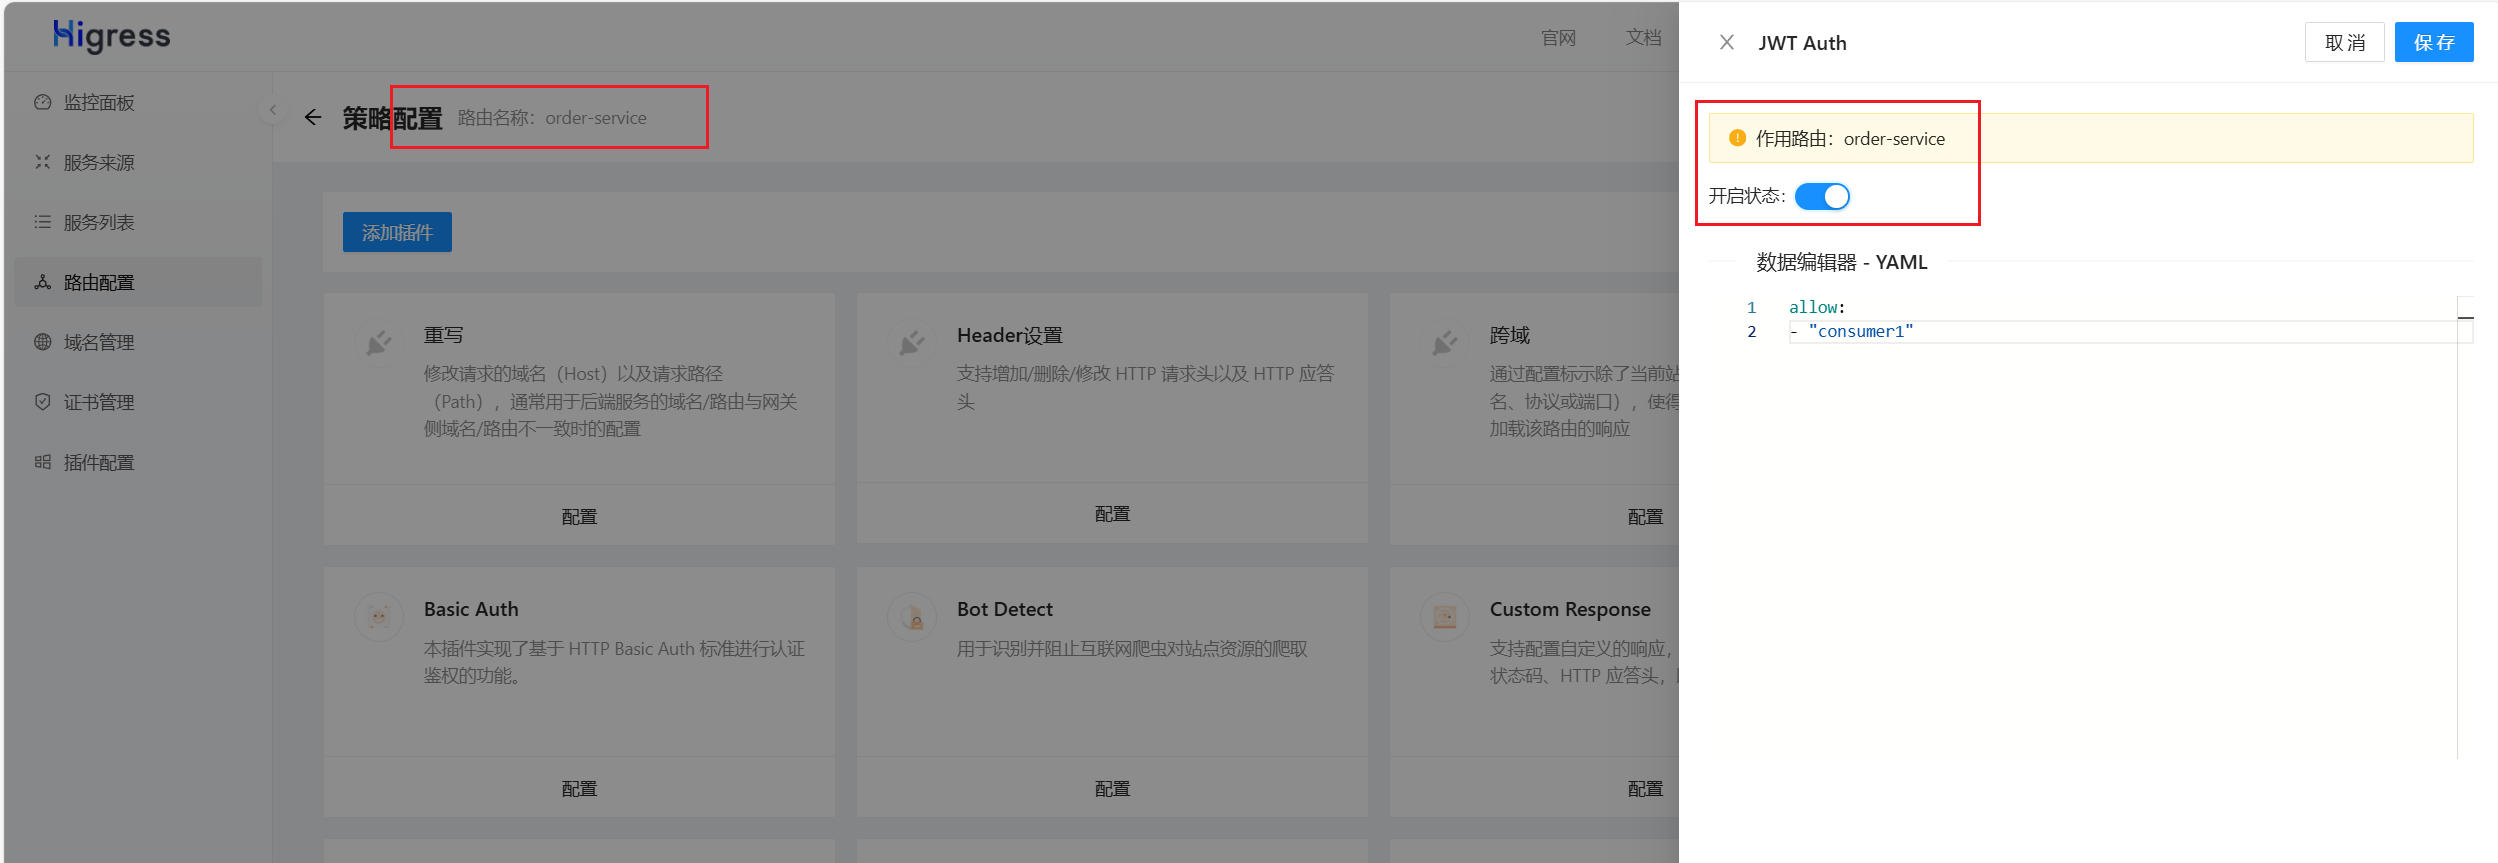 Higress
官网
文档
监控面板
服务来源
服务列表
路由配置
域名管理
证书管理
插件配置
策略配置 路由名称：order-service
添加插件
重写
修改请求的域名（Host）以及请求路径
（Path），通常用于后端服务的域名/路由与网关
侧域名/路由不一致时的配置
配置
Header设置
支持增加/删除/修改 HTTP 请求头以及 HTTP 应答
头
配置
跨域
通过配置标示除了当前站
名、协议或端口），使得
加载该路由的响应
配置
Basic Auth
本插件实现了基于 HTTP Basic Auth 标准进行认证
鉴权的功能。
配置
Bot Detect
用于识别并阻止互联网爬虫对站点资源的爬取
配置
Custom Response
支持配置自定义的响应，
状态码、HTTP 应答头，
配置
JWT Auth
取 消
保 存
作用路由：order-service
开启状态：
数据编辑器 - YAML
1 allow:
2 - "consumer1"